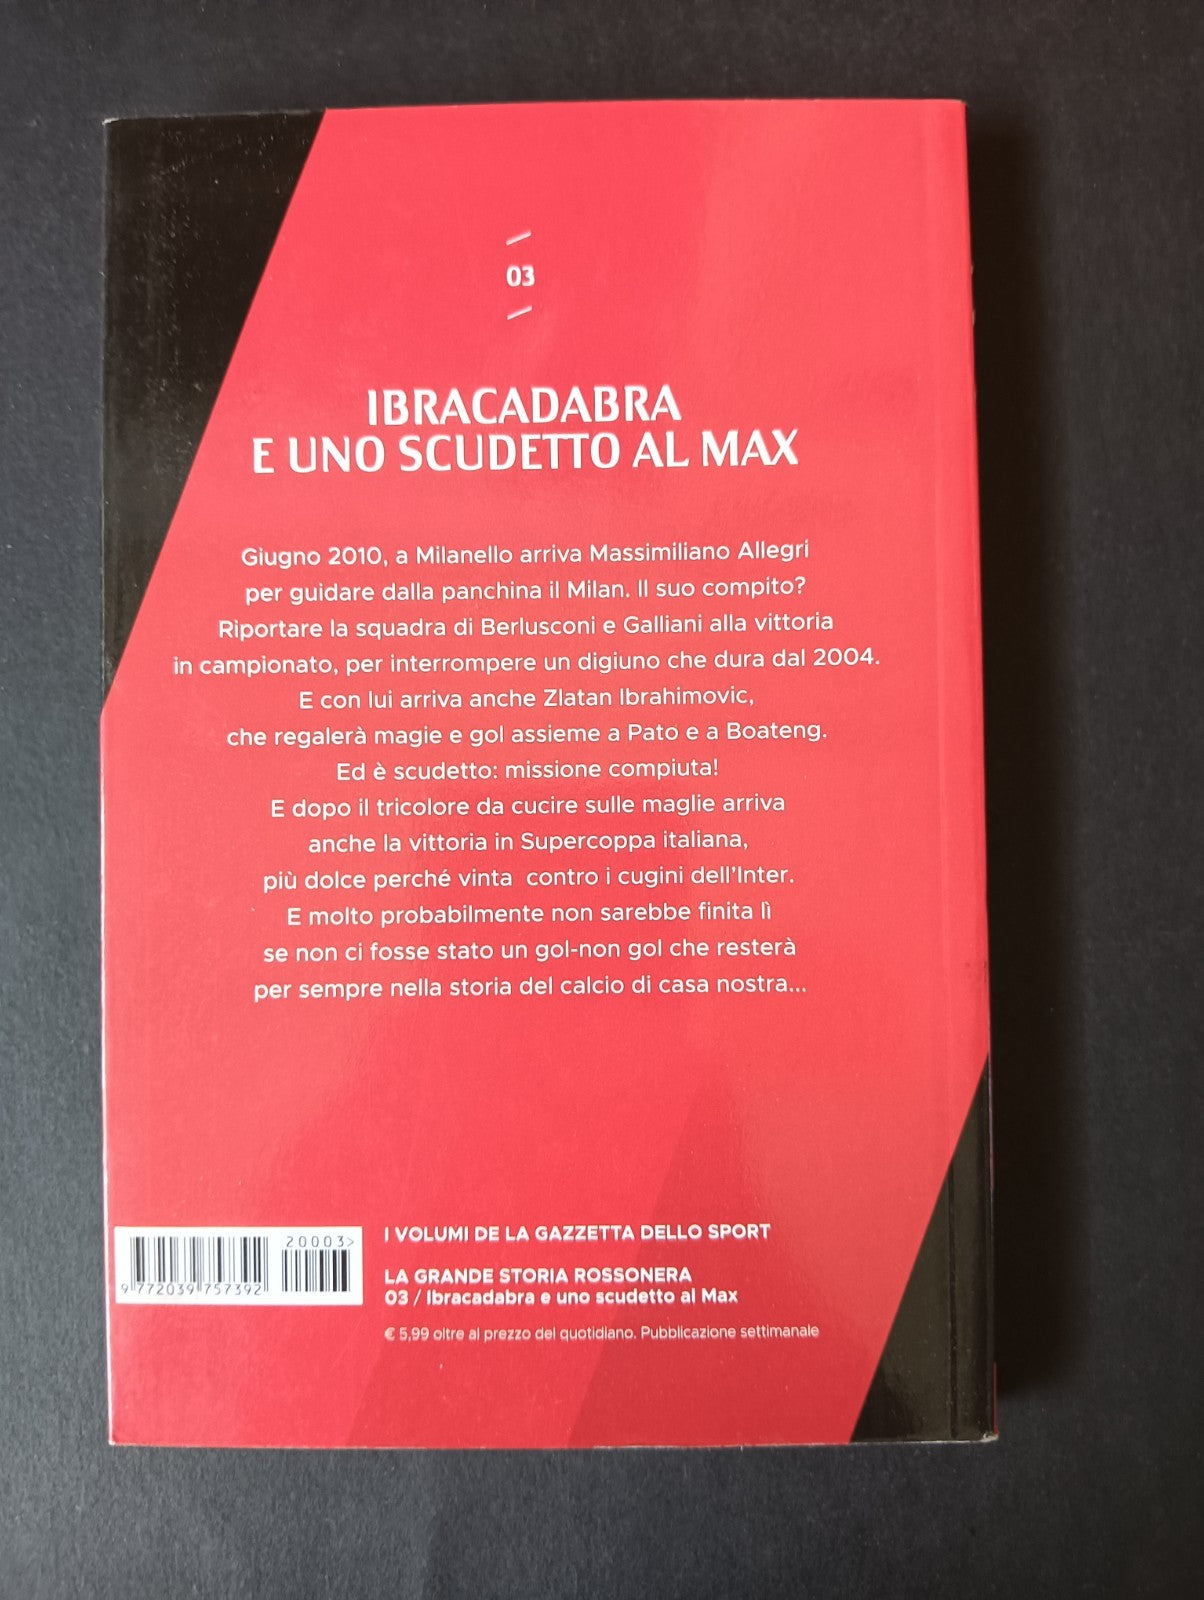 03
IBRACADABRA
E UNO SCUDETTO AL MAX
Giugno 2010, a Milanello arriva Massimiliano Allegri
per guidare dalla panchina il Milan. Il suo compito?
Riportare la squadra di Berlusconi e Galliani alla vittoria
in campionato, per interrompere un digiuno che dura dal 2004.
E con lui arriva anche Zlatan Ibrahimovic,
che regalerà magie e gol assieme a Pato e a Boateng.
Ed è scudetto: missione compiuta!
E dopo il tricolore da cucire sulle maglie arriva
anche la vittoria in Supercoppa italiana,
più dolce perché vinta contro i cugini dell'Inter.
E molto probabilmente non sarebbe finita lì
se non ci fosse stato un gol-non gol che resterà
per sempre nella storia del calcio di casa nostra...
20003>
9 772039 757392
I VOLUMI DE LA GAZZETTA DELLO SPORT
LA GRANDE STORIA ROSSONERA
03 / Ibracadabra e uno scudetto al Max
€ 5,99 oltre al prezzo del quotidiano. Pubblicazione settimanale